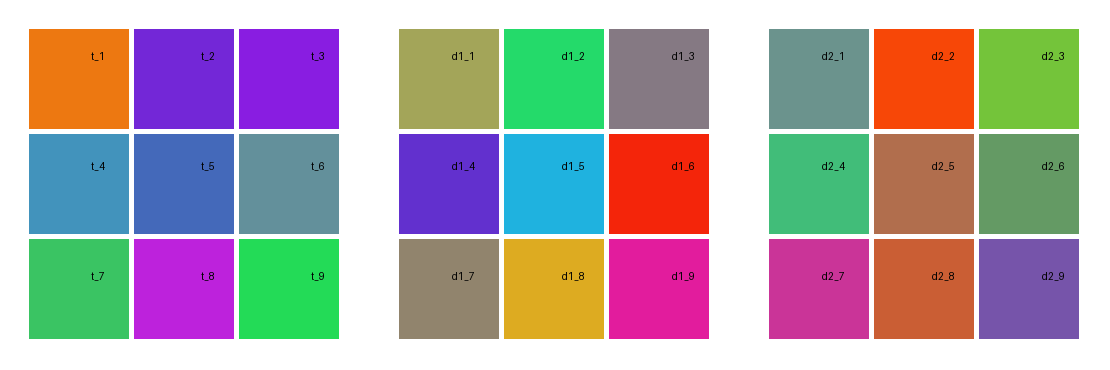 t_1 t_2 t_3 d1_1 d1_2 d1_3 d2_1 d2_2 d2_3
t_4 t_5 t_6 d1_4 d1_5 d1_6 d2_4 d2_5 d2_6
t_7 t_8 t_9 d1_7 d1_8 d1_9 d2_7 d2_8 d2_9